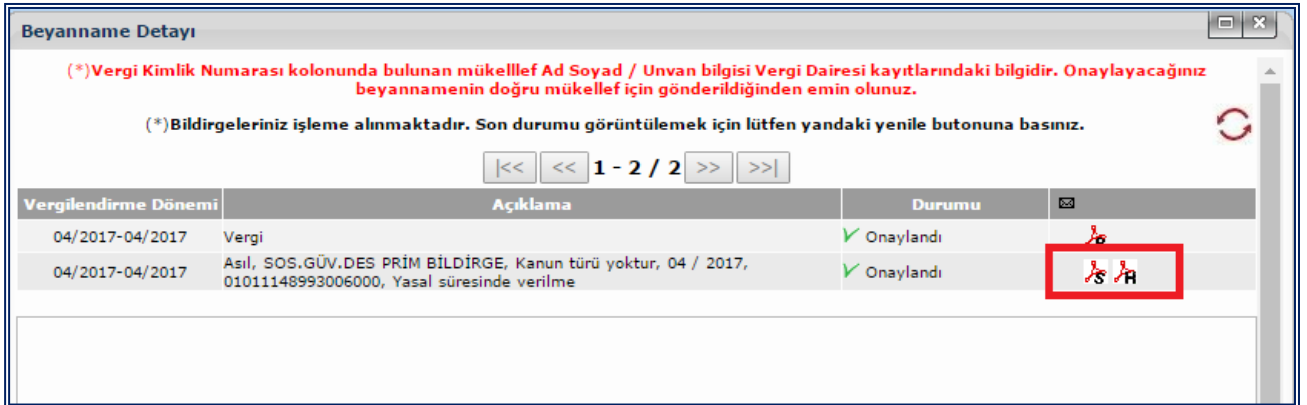 Beyanname Detayı
(*)Vergi Kimlik Numarası kolonunda bulunan mükelllef Ad Soyad / Unvan bilgisi Vergi Dairesi kayıtlarındaki bilgidir. Onaylayacağınız
beyannamenin doğru mükellef için gönderildiğinden emin olunuz.
(*)Bildirgeleriniz işleme alınmaktadır. Son durumu görüntülemek için lütfen yandaki yenile butonuna basınız.
|<< << 1 - 2 / 2 >> >>|
Vergilendirme Dönemi Açıklama Durumu
04/2017-04/2017 Vergi Onaylandı
04/2017-04/2017 Asıl, SOS.GÜV.DES PRİM BİLDİRGE, Kanun türü yoktur, 04 / 2017, Onaylandı S H
01011148993006000, Yasal süresinde verilme